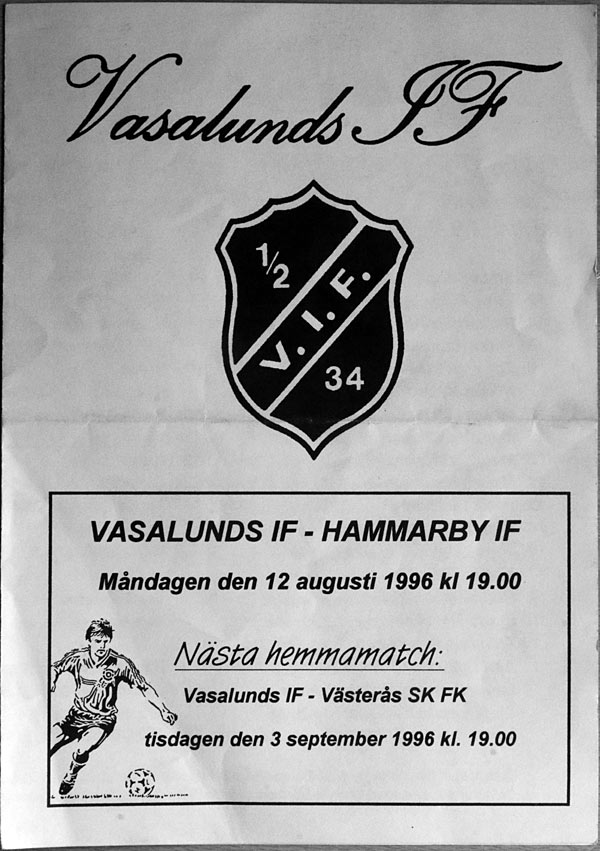 Vasalunds IF
1/2
V. I. F.
34
VASALUNDS IF - HAMMARBY IF
Måndagen den 12 augusti 1996 kl 19.00
Nästa hemmamatch:
Vasalunds IF - Västerås SK FK
tisdagen den 3 september 1996 kl. 19.00